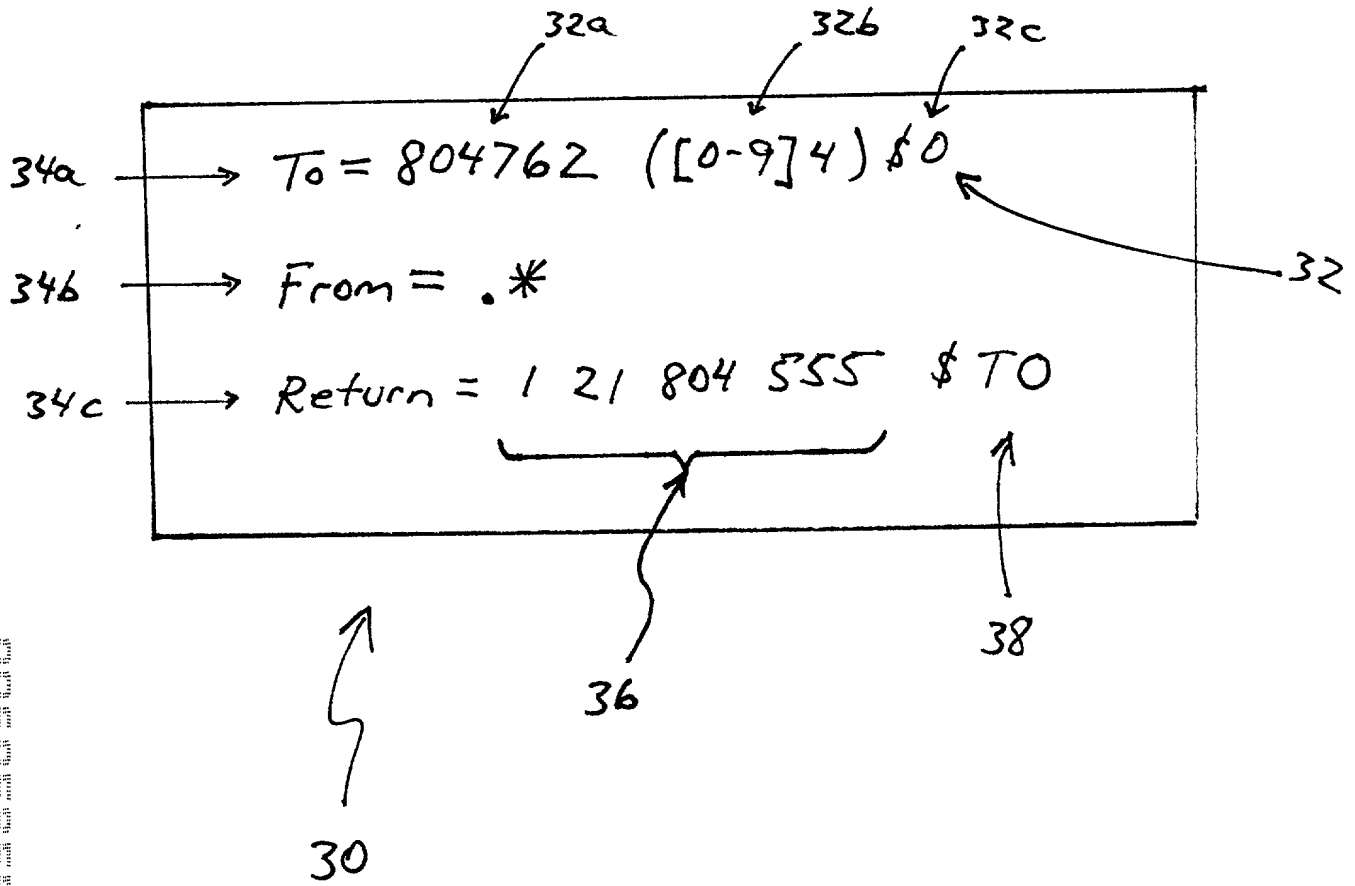 32a 32b 32c
34a To = 804762 ([0-9]4) $0
32
34b From = .*
34c Return = 1 21 804 555 $TO
36
38
30